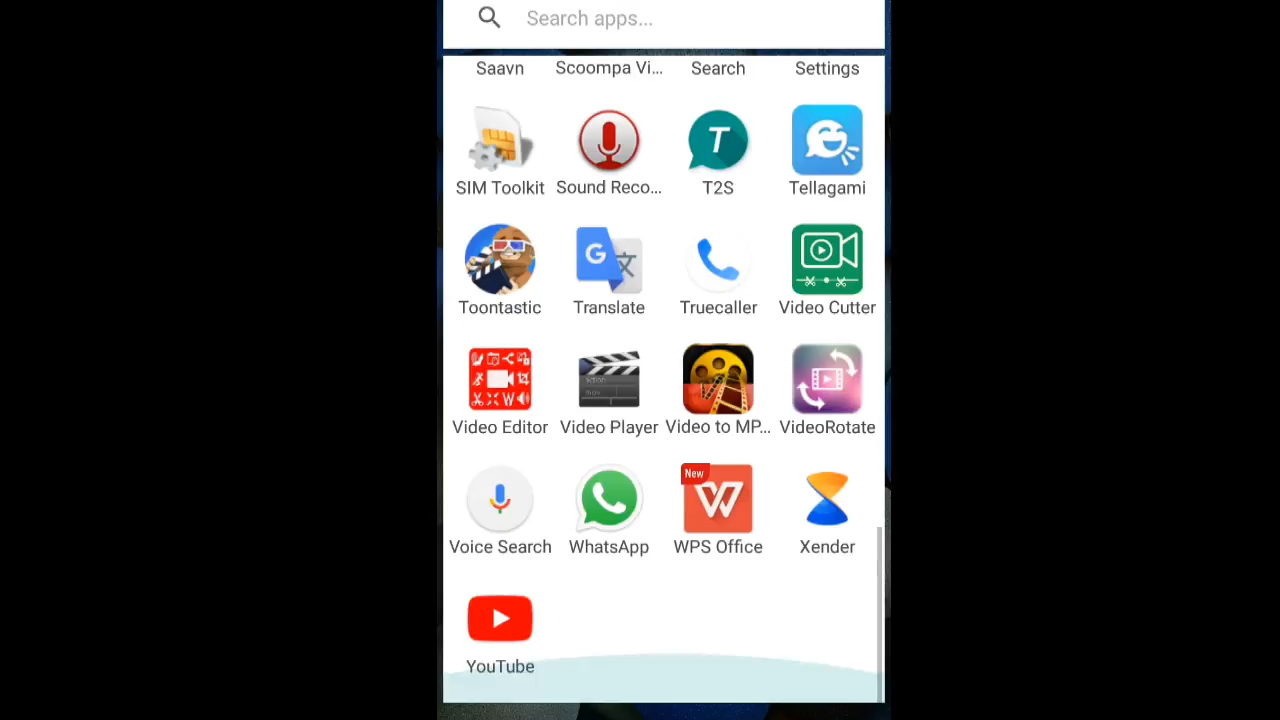 Search apps...
Saavn Scoompa Vi... Search Settings
T
SIM Toolkit Sound Reco... T2S Tellagami
G 文
Toontastic Translate Truecaller Video Cutter
Video Editor Video Player Video to MP... VideoRotate
New
W
Voice Search WhatsApp WPS Office Xender
YouTube